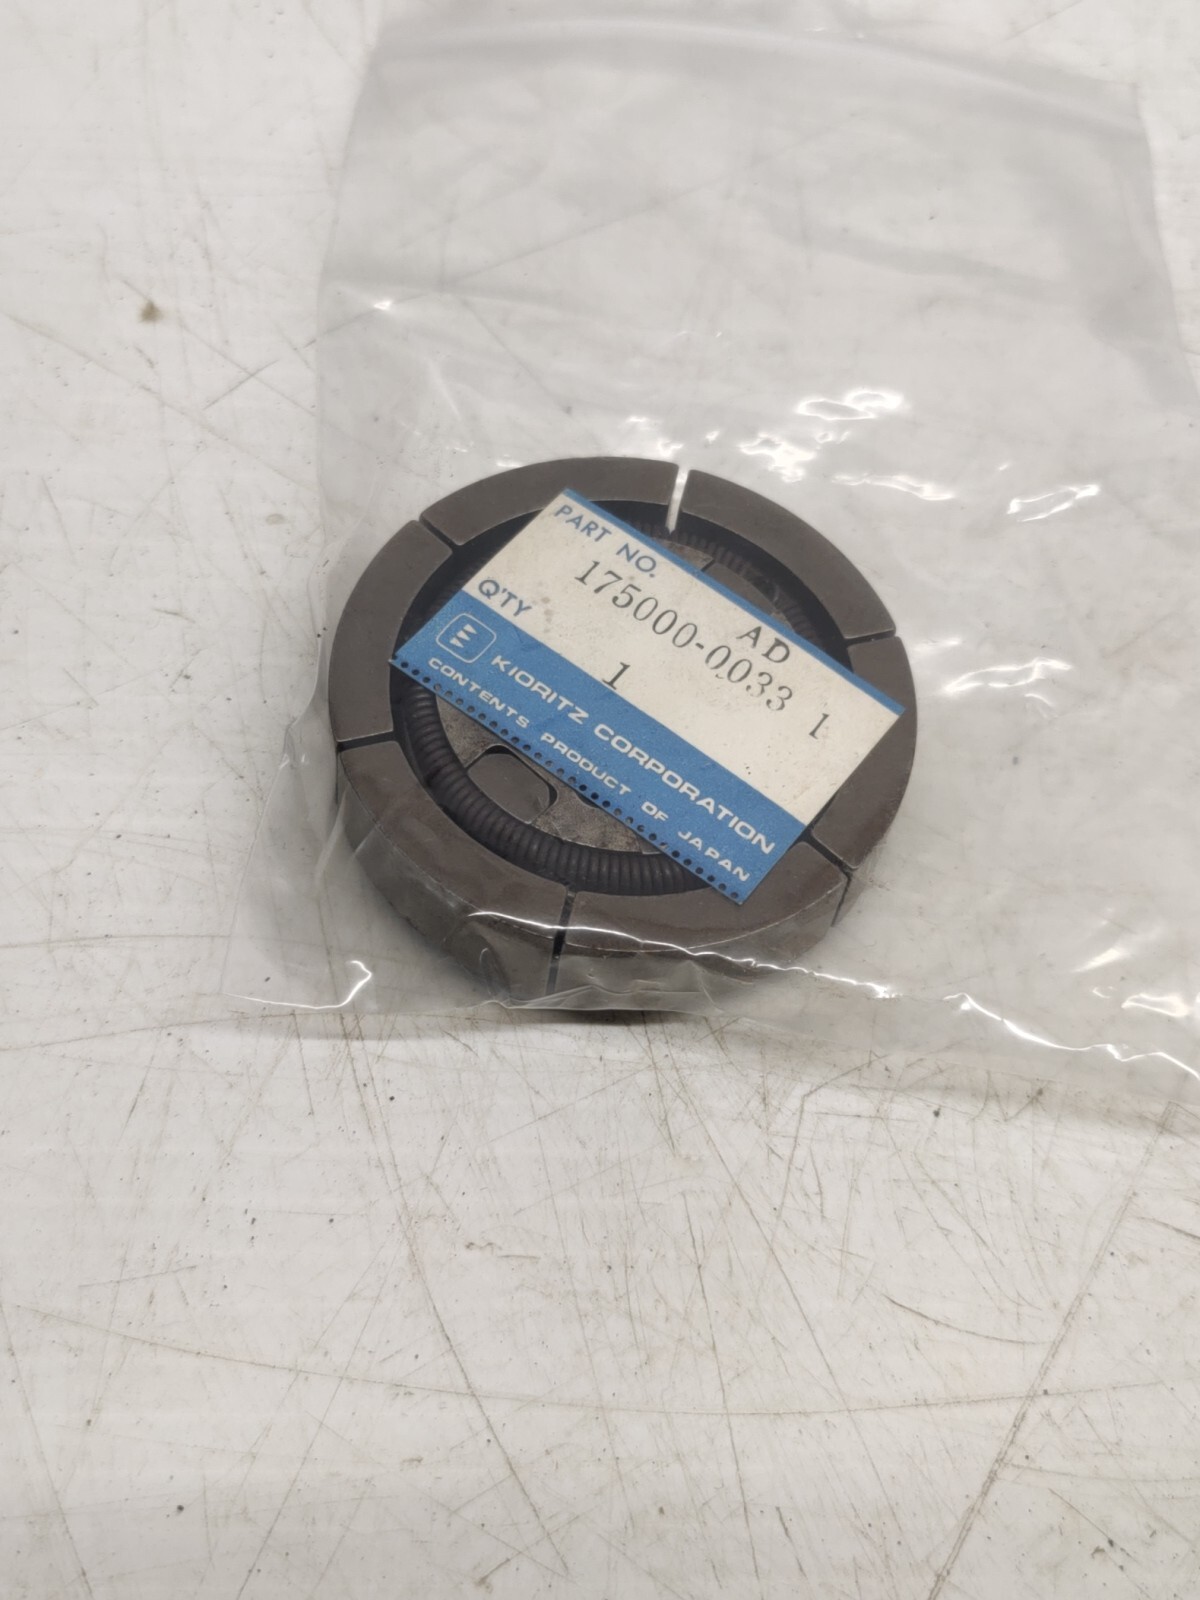 PART NO.
AD
175000-0033 1
Q'TY
1
KIORITZ CORPORATION
CONTENTS PRODUCT OF JAPAN